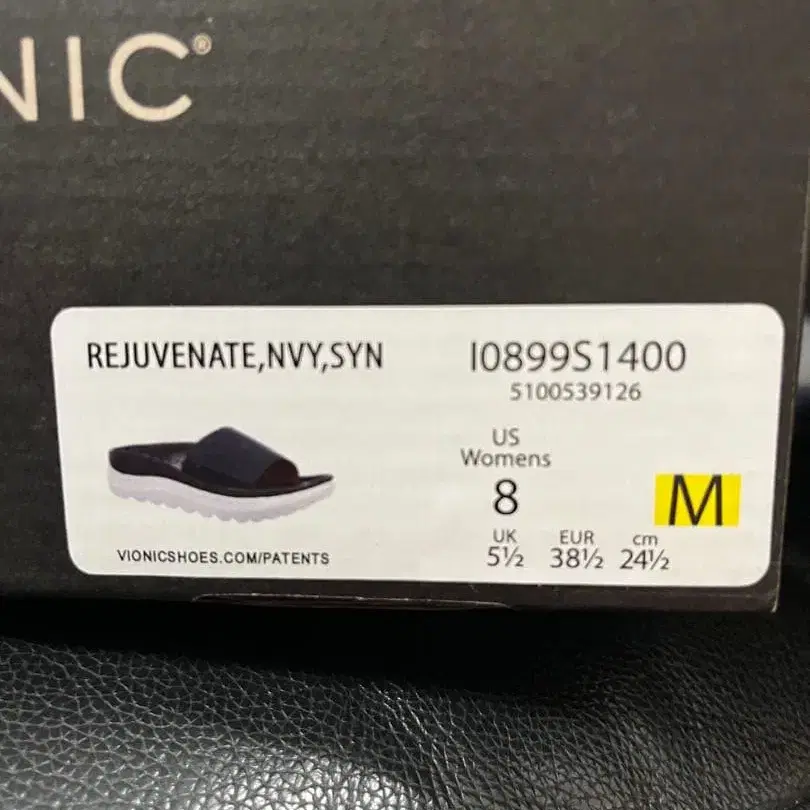 NIC®
REJUVENATE,NVY,SYN
I0899S1400
5100539126
US
Womens
8
M
UK EUR cm
5½ 38½ 24½
VIONICSHOES.COM/PATENTS